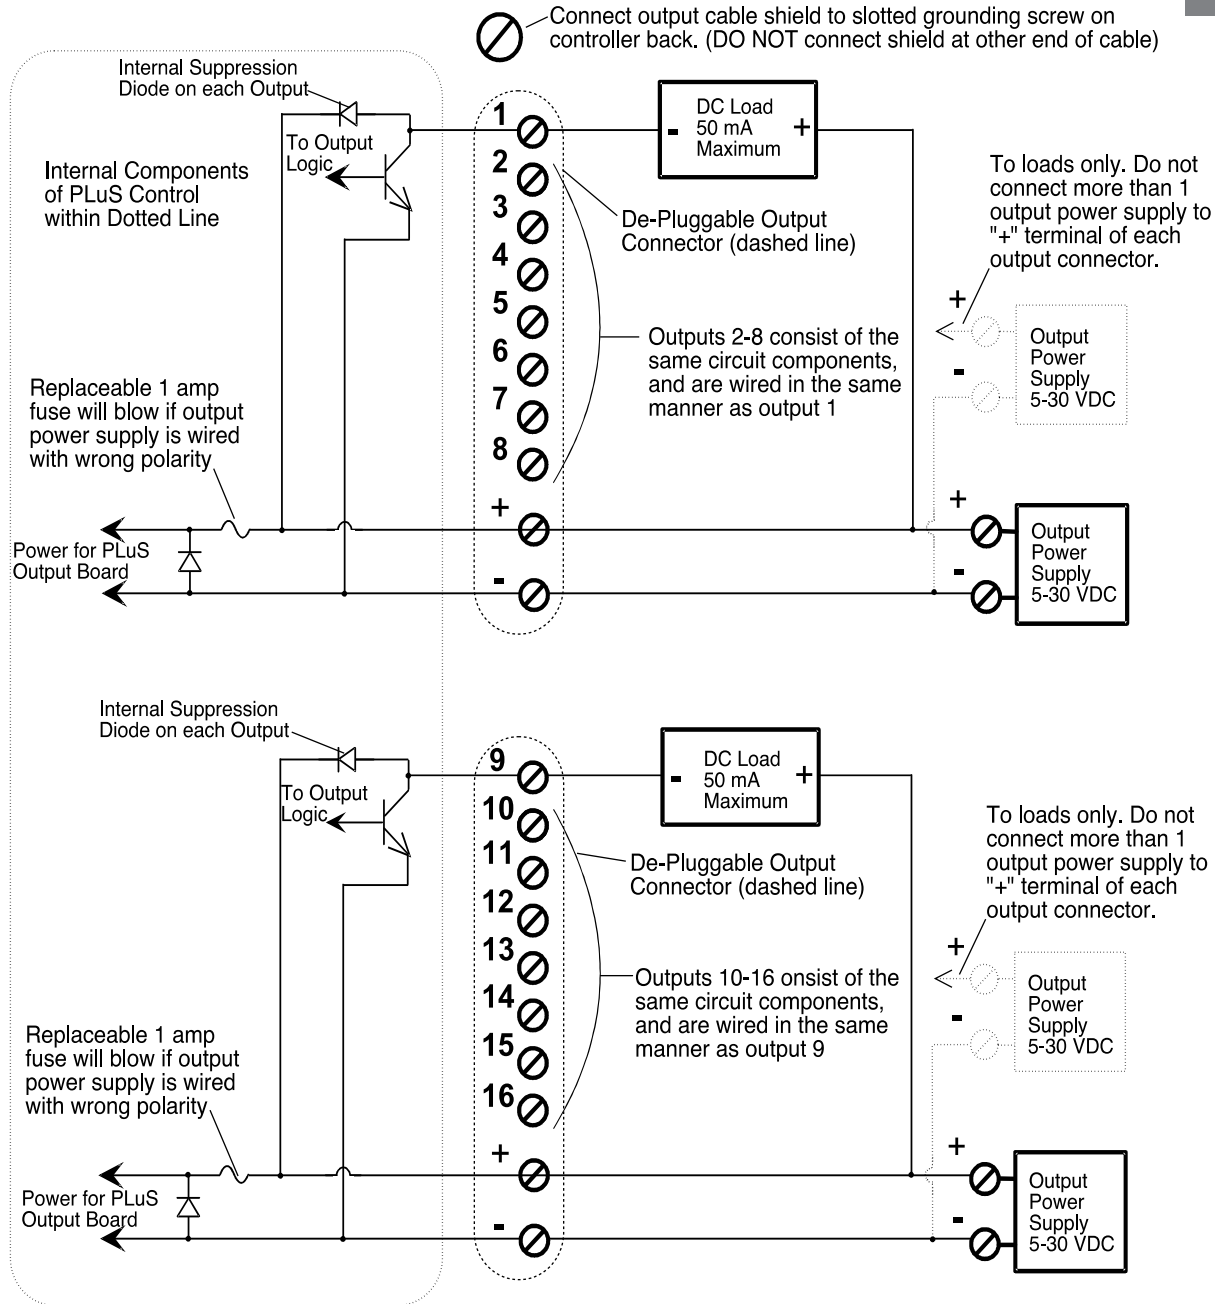 Connect output cable shield to slotted grounding screw on
controller back. (DO NOT connect shield at other end of cable)
Internal Suppression
Diode on each Output
To Output
Logic
Internal Components
of PLuS Control
within Dotted Line
1
2
3
4
5
6
7
8
+
-
-
DC Load
50 mA
Maximum
+
De-Pluggable Output
Connector (dashed line)
Outputs 2-8 consist of the
same circuit components,
and are wired in the same
manner as output 1
To loads only. Do not
connect more than 1
output power supply to
"+" terminal of each
output connector.
+
-
Output
Power
Supply
5-30 VDC
Replaceable 1 amp
fuse will blow if output
power supply is wired
with wrong polarity
Power for PLuS
Output Board
+
-
Output
Power
Supply
5-30 VDC
Internal Suppression
Diode on each Output
To Output
Logic
9
10
11
12
13
14
15
16
+
-
-
DC Load
50 mA
Maximum
+
De-Pluggable Output
Connector (dashed line)
Outputs 10-16 onsist of the
same circuit components,
and are wired in the same
manner as output 9
To loads only. Do not
connect more than 1
output power supply to
"+" terminal of each
output connector.
+
-
Output
Power
Supply
5-30 VDC
Replaceable 1 amp
fuse will blow if output
power supply is wired
with wrong polarity
Power for PLuS
Output Board
+
-
Output
Power
Supply
5-30 VDC